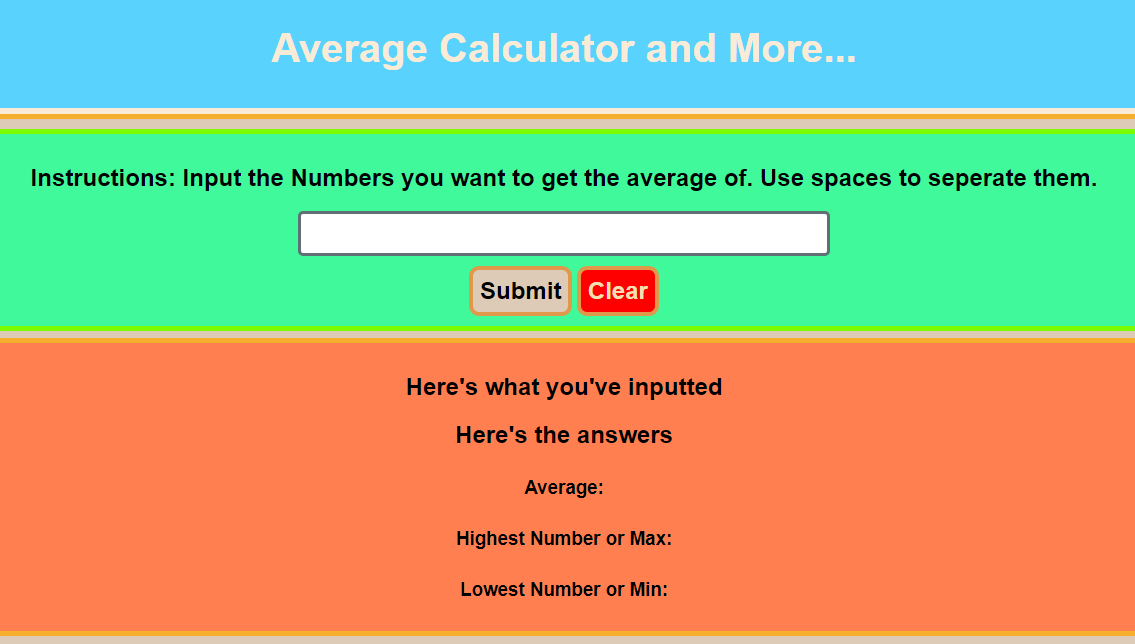 Average Calculator and More...
Instructions: Input the Numbers you want to get the average of. Use spaces to seperate them.
Submit Clear
Here's what you've inputted
Here's the answers
Average:
Highest Number or Max:
Lowest Number or Min: